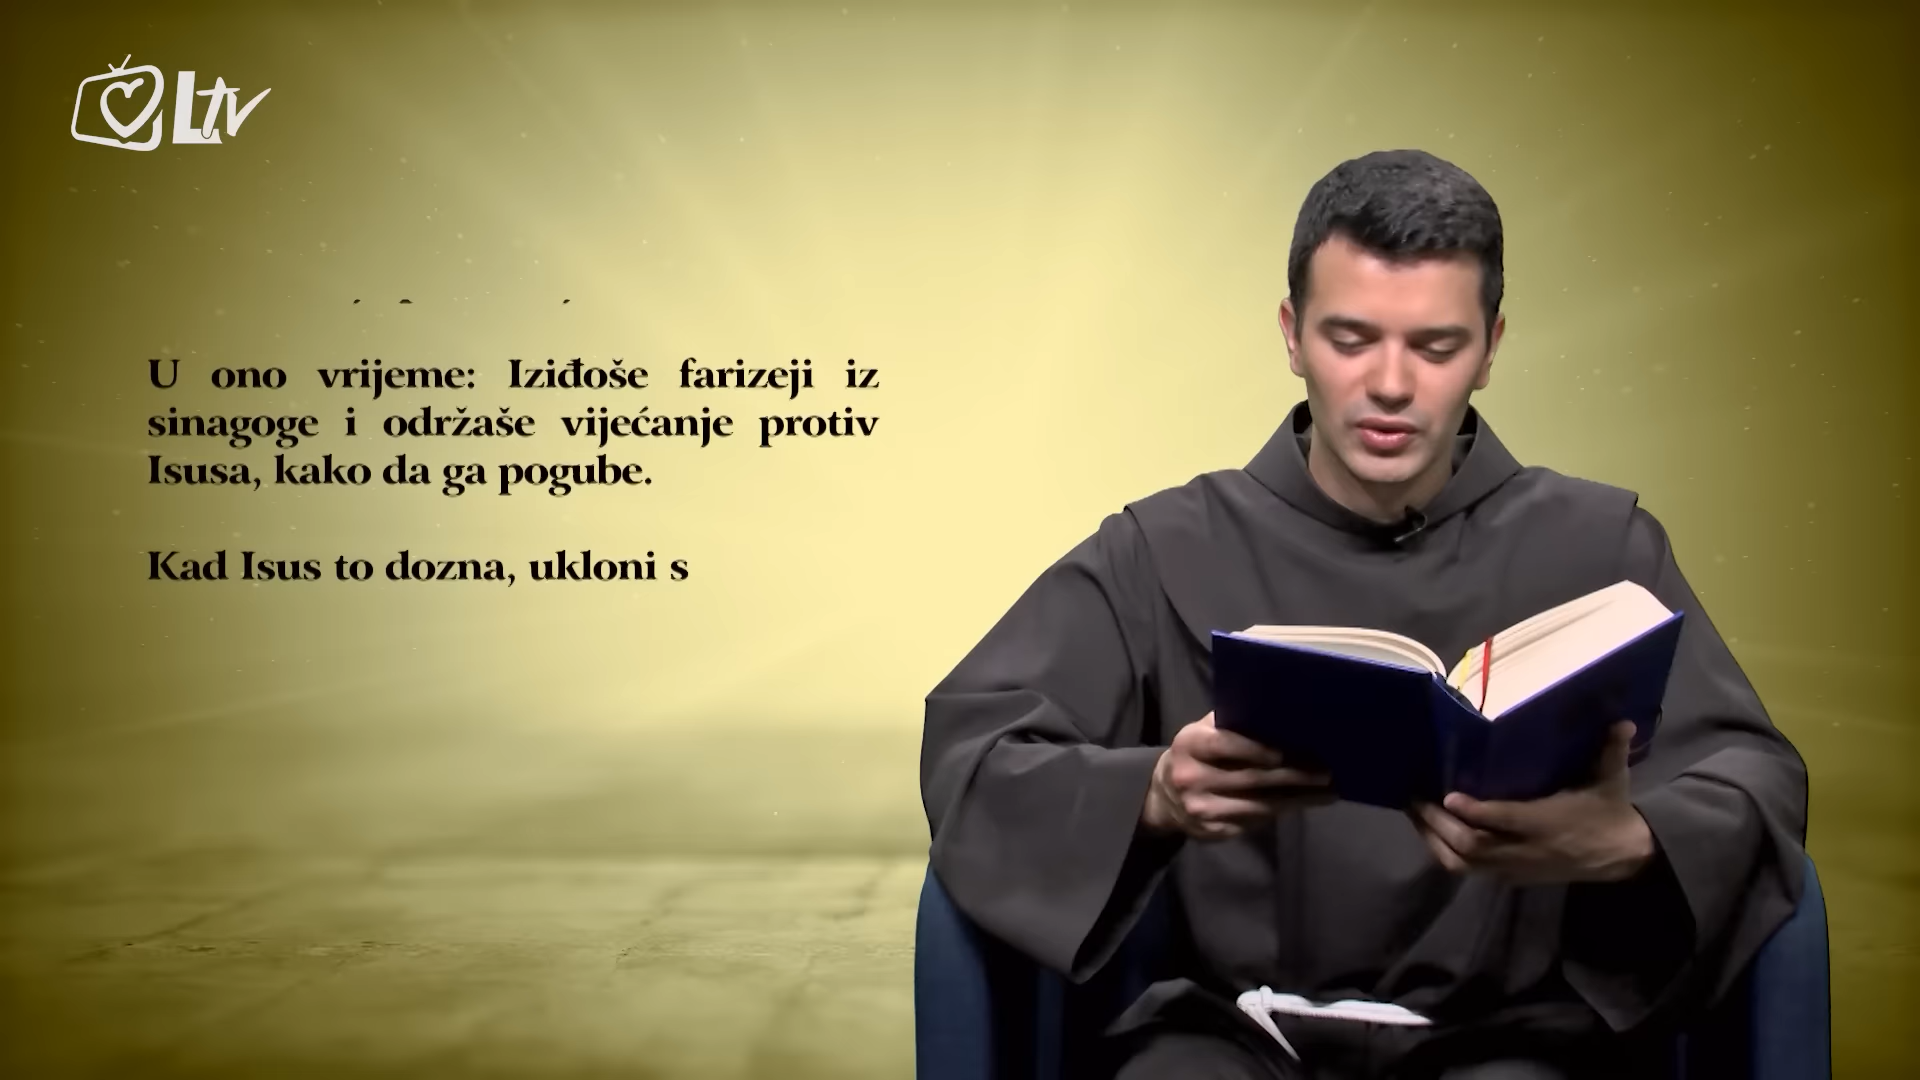 LTV
U ono vrijeme: Iziđoše farizeji iz
sinagoge i održaše vijećanje protiv
Isusa, kako da ga pogube.
Kad Isus to dozna, ukloni s